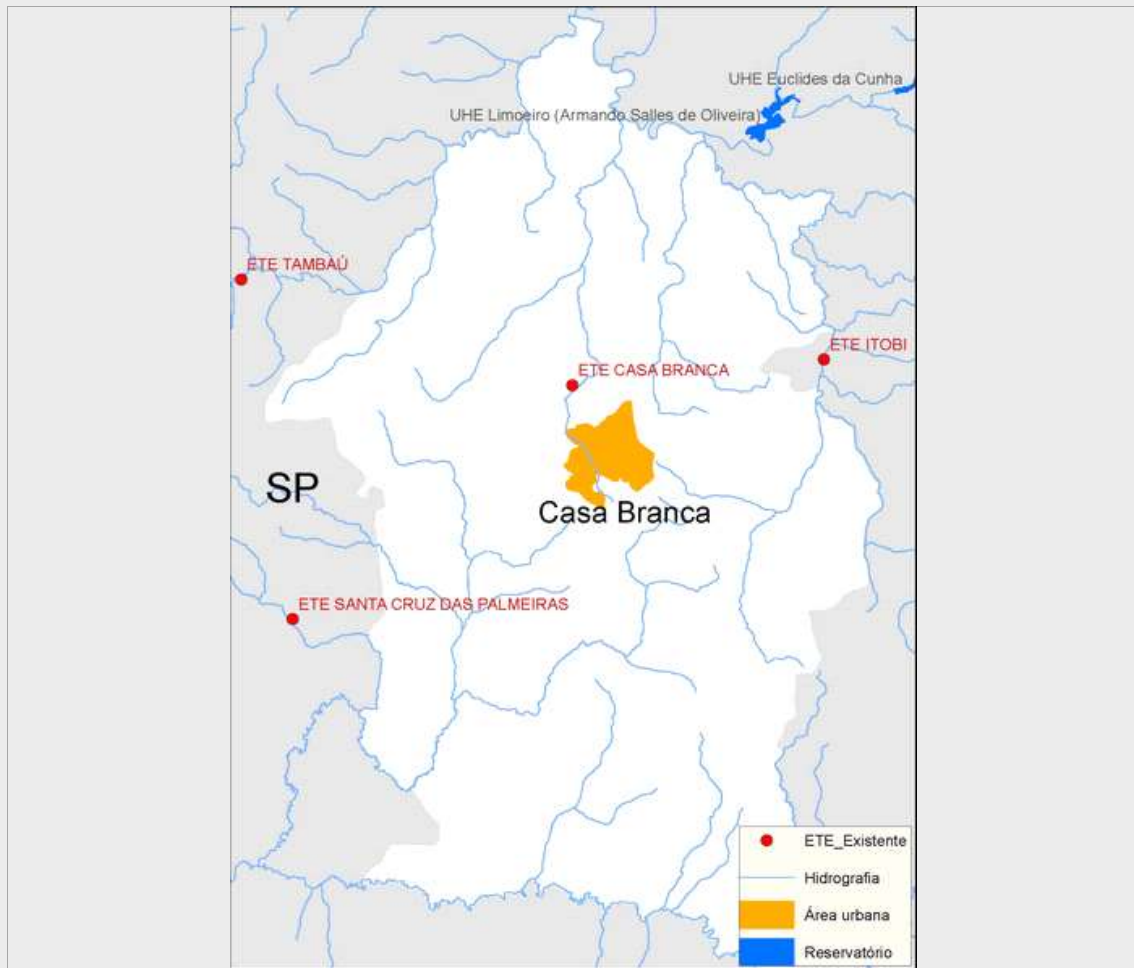 UHE Euclides da Cunha
UHE Limoeiro (Armando Salles de Oliveira)
ETE TAMBAÚ
ETE ITOBI
ETE CASA BRANCA
SP
Casa Branca
ETE SANTA CRUZ DAS PALMEIRAS
ETE_Existente
Hidrografia
Área urbana
Reservatório